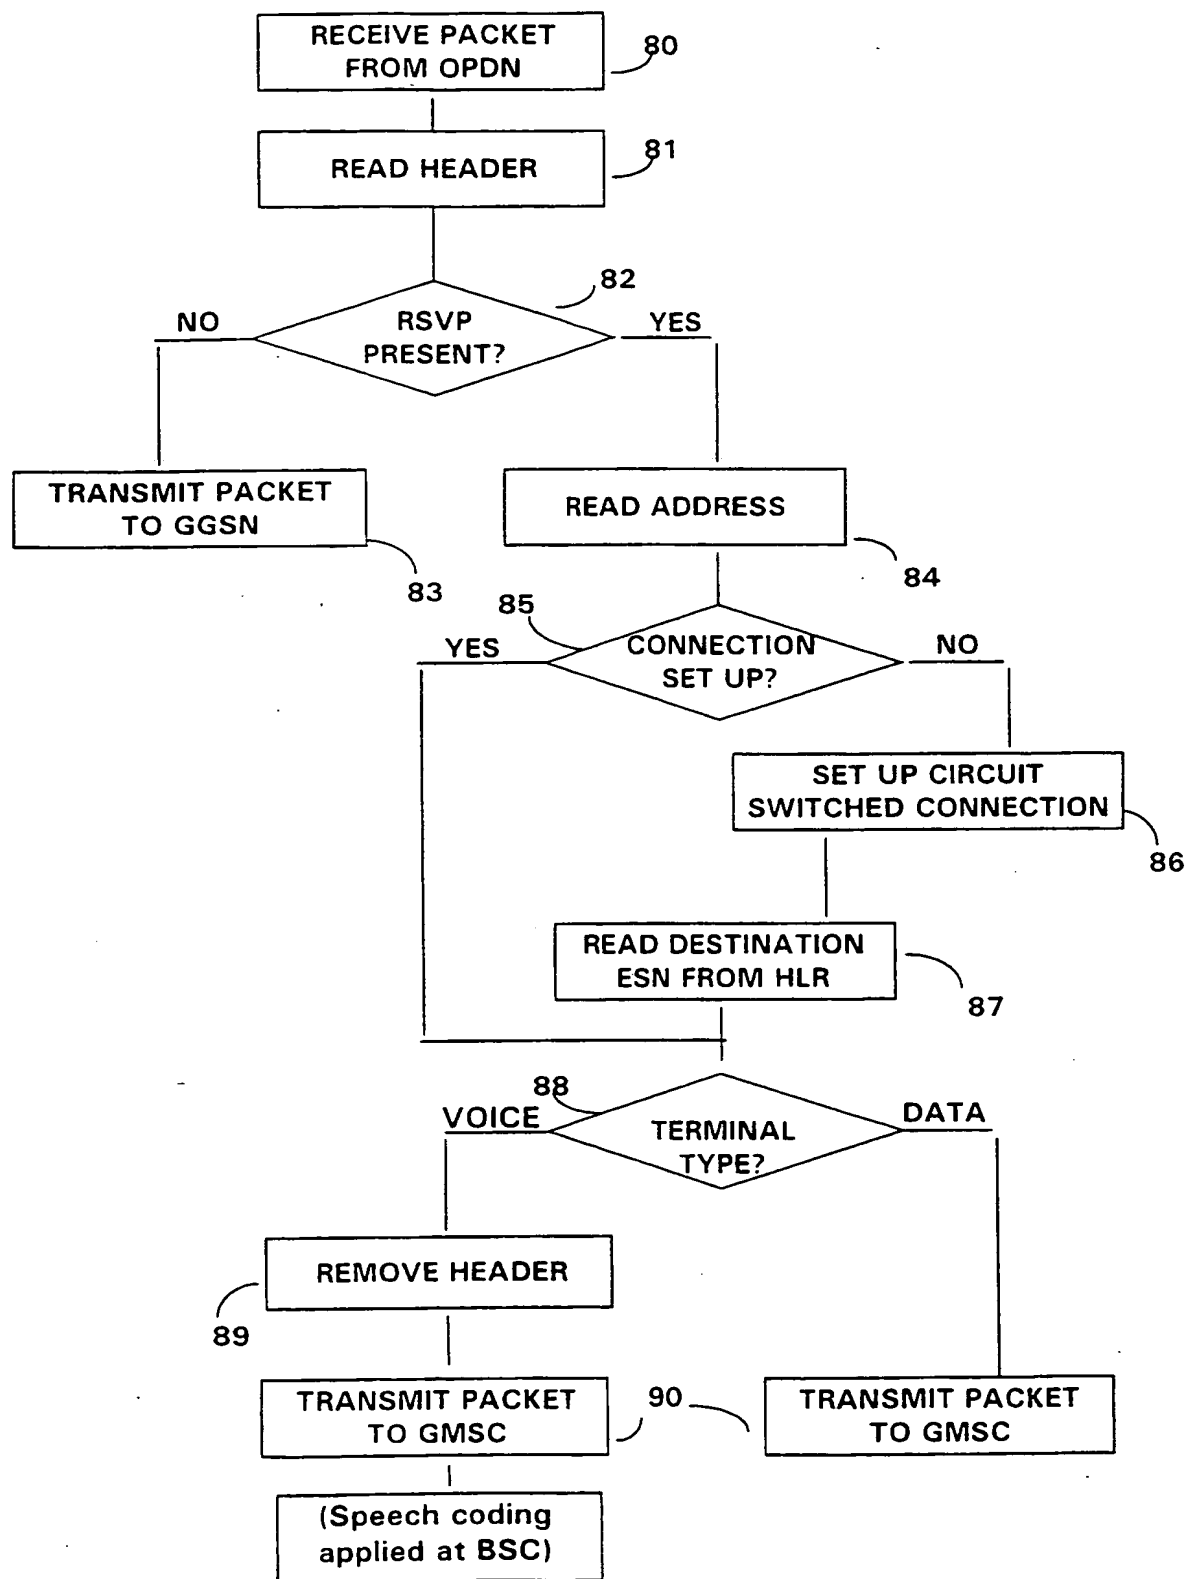 RECEIVE PACKET
FROM OPDN
80
READ HEADER
81
82
NO
RSVP
PRESENT?
YES
TRANSMIT PACKET
TO GGSN
83
READ ADDRESS
84
85
YES
CONNECTION
SET UP?
NO
SET UP CIRCUIT
SWITCHED CONNECTION
86
READ DESTINATION
ESN FROM HLR
87
88
VOICE
TERMINAL
TYPE?
DATA
REMOVE HEADER
89
TRANSMIT PACKET
TO GMSC
90
TRANSMIT PACKET
TO GMSC
(Speech coding
applied at BSC)